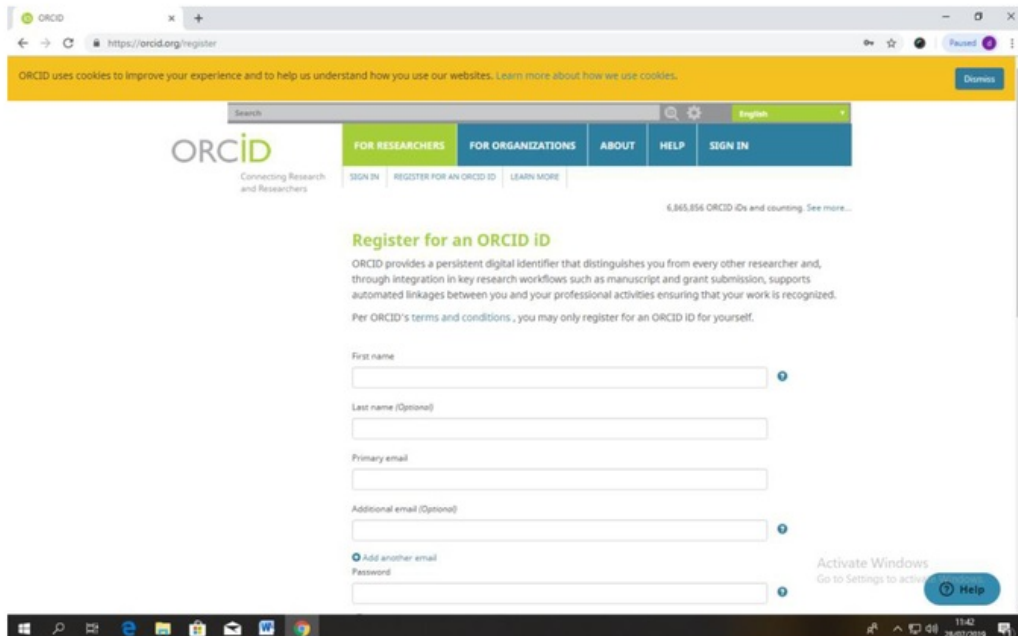 ORCID
https://orcid.org/register
Paused d
ORCID uses cookies to improve your experience and to help us understand how you use our websites. Learn more about how we use cookies.
Dismiss
Search
English
ORCiD
Connecting Research
and Researchers
FOR RESEARCHERS FOR ORGANIZATIONS ABOUT HELP SIGN IN
SIGN IN REGISTER FOR AN ORCID ID LEARN MORE
6,865,856 ORCID iDs and counting. See more...
Register for an ORCID iD
ORCID provides a persistent digital identifier that distinguishes you from every other researcher and,
through integration in key research workflows such as manuscript and grant submission, supports
automated linkages between you and your professional activities ensuring that your work is recognized.
Per ORCID's terms and conditions , you may only register for an ORCID iD for yourself.
First name
Last name (Optional)
Primary email
Additional email (Optional)
Add another email
Password
Activate Windows
Go to Settings to activate Windows.
Help
11:42
28/07/2019